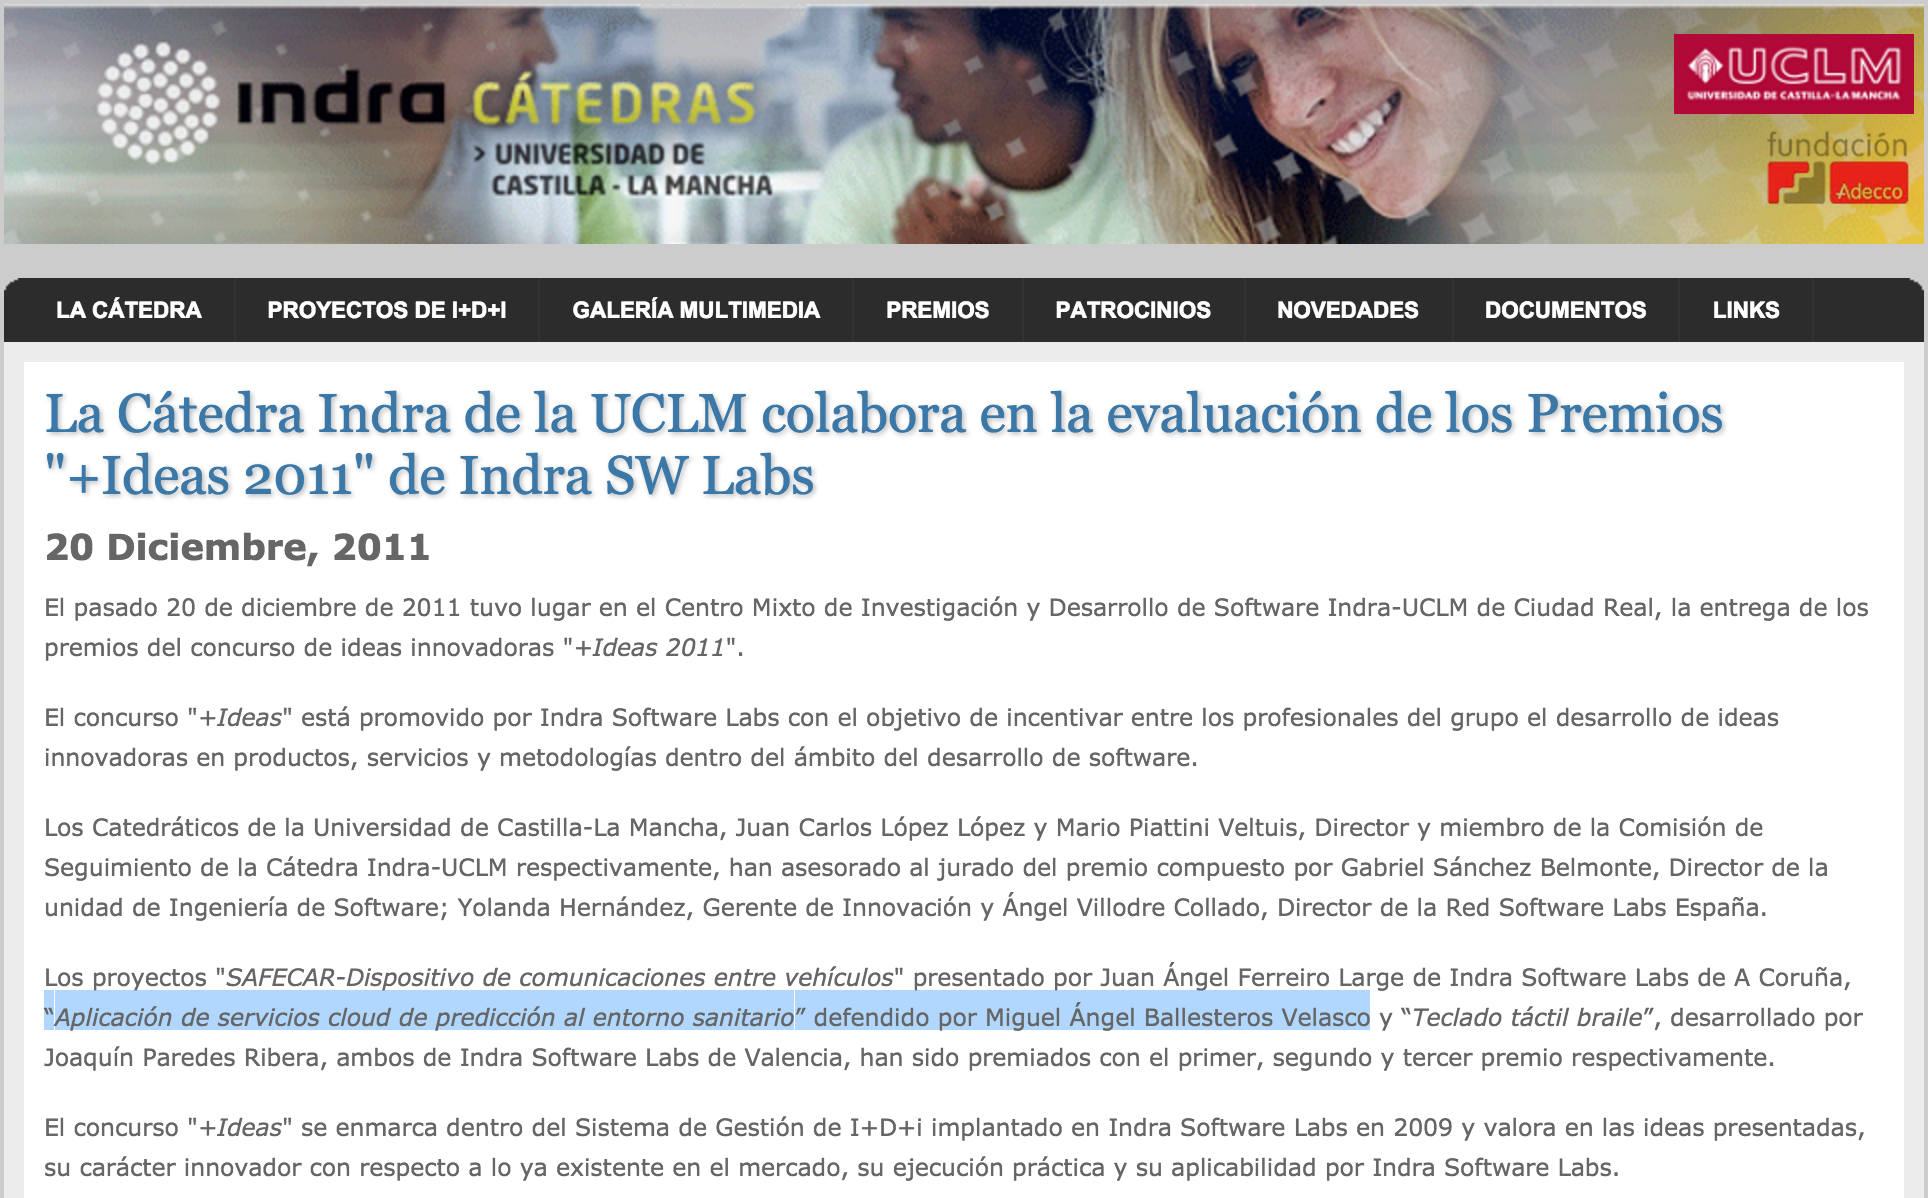 indra CÁTEDRAS
> UNIVERSIDAD DE
CASTILLA - LA MANCHA
UCLM
UNIVERSIDAD DE CASTILLA-LA MANCHA
fundación
Adecco
LA CÁTEDRA PROYECTOS DE I+D+I GALERÍA MULTIMEDIA PREMIOS PATROCINIOS NOVEDADES DOCUMENTOS LINKS
La Cátedra Indra de la UCLM colabora en la evaluación de los Premios
"+Ideas 2011" de Indra SW Labs
20 Diciembre, 2011
El pasado 20 de diciembre de 2011 tuvo lugar en el Centro Mixto de Investigación y Desarrollo de Software Indra-UCLM de Ciudad Real, la entrega de los
premios del concurso de ideas innovadoras "+Ideas 2011".
El concurso "+Ideas" está promovido por Indra Software Labs con el objetivo de incentivar entre los profesionales del grupo el desarrollo de ideas
innovadoras en productos, servicios y metodologías dentro del ámbito del desarrollo de software.
Los Catedráticos de la Universidad de Castilla-La Mancha, Juan Carlos López López y Mario Piattini Veltuis, Director y miembro de la Comisión de
Seguimiento de la Cátedra Indra-UCLM respectivamente, han asesorado al jurado del premio compuesto por Gabriel Sánchez Belmonte, Director de la
unidad de Ingeniería de Software; Yolanda Hernández, Gerente de Innovación y Ángel Villodre Collado, Director de la Red Software Labs España.
Los proyectos "SAFECAR-Dispositivo de comunicaciones entre vehículos" presentado por Juan Ángel Ferreiro Large de Indra Software Labs de A Coruña,
“Aplicación de servicios cloud de predicción al entorno sanitario” defendido por Miguel Ángel Ballesteros Velasco y “Teclado táctil braile”, desarrollado por
Joaquín Paredes Ribera, ambos de Indra Software Labs de Valencia, han sido premiados con el primer, segundo y tercer premio respectivamente.
El concurso "+Ideas" se enmarca dentro del Sistema de Gestión de I+D+i implantado en Indra Software Labs en 2009 y valora en las ideas presentadas,
su carácter innovador con respecto a lo ya existente en el mercado, su ejecución práctica y su aplicabilidad por Indra Software Labs.